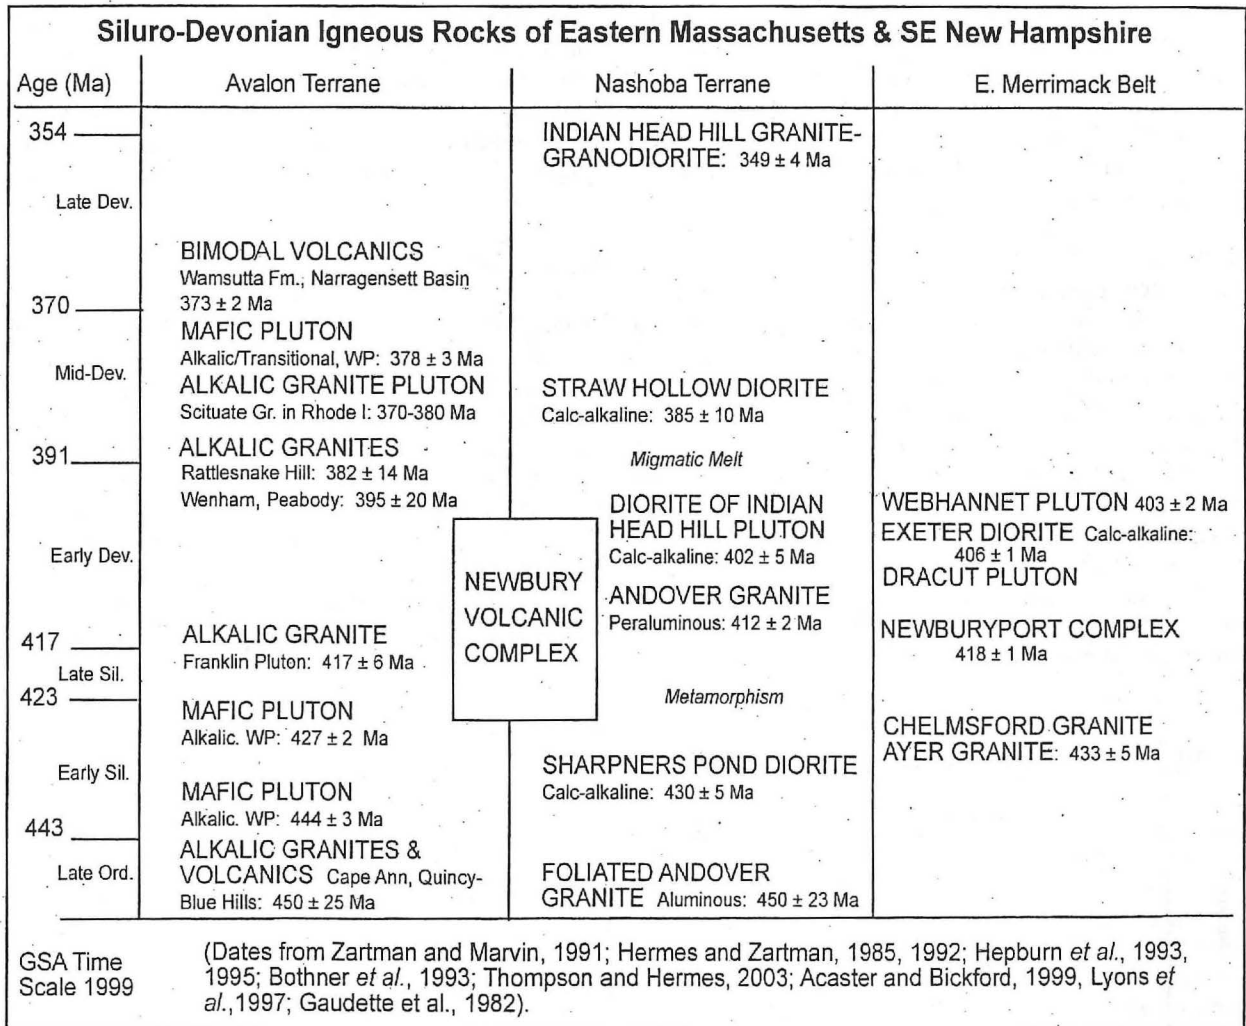 Siluro-Devonian Igneous Rocks of Eastern Massachusetts & SE New Hampshire
Age (Ma)
Avalon Terrane
Nashoba Terrane
E. Merrimack Belt
354
Late Dev.
370
Mid-Dev.
391
Early Dev.
417
Late Sil.
423
Early Sil.
443
Late Ord.
BIMODAL VOLCANICS
Wamsutta Fm., Narragensett Basin
373 ± 2 Ma
MAFIC PLUTON
Alkalic/Transitional, WP: 378 ± 3 Ma
ALKALIC GRANITE PLUTON
Scituate Gr. in Rhode I: 370-380 Ma
ALKALIC GRANITES
Rattlesnake Hill: 382 ± 14 Ma
Wenham, Peabody: 395 ± 20 Ma
ALKALIC GRANITE
Franklin Pluton: 417 ± 6 Ma
MAFIC PLUTON
Alkalic. WP: 427 ± 2 Ma
MAFIC PLUTON
Alkalic. WP: 444 ± 3 Ma
ALKALIC GRANITES &
VOLCANICS Cape Ann, Quincy-
Blue Hills: 450 ± 25 Ma
NEWBURY
VOLCANIC
COMPLEX
INDIAN HEAD HILL GRANITE-
GRANODIORITE: 349 ± 4 Ma
STRAW HOLLOW DIORITE
Calc-alkaline: 385 ± 10 Ma
Migmatic Melt
DIORITE OF INDIAN
HEAD HILL PLUTON
Calc-alkaline: 402 ± 5 Ma
ANDOVER GRANITE
Peraluminous: 412 ± 2 Ma
Metamorphism
SHARPNERS POND DIORITE
Calc-alkaline: 430 ± 5 Ma
FOLIATED ANDOVER
GRANITE Aluminous: 450 ± 23 Ma
WEBHANNET PLUTON 403 ± 2 Ma
EXETER DIORITE Calc-alkaline:
406 ± 1 Ma
DRACUT PLUTON
NEWBURYPORT COMPLEX
418 ± 1 Ma
CHELMSFORD GRANITE
AYER GRANITE: 433 ± 5 Ma
GSA Time
Scale 1999
(Dates from Zartman and Marvin, 1991; Hermes and Zartman, 1985, 1992; Hepburn et al., 1993,
1995; Bothner et al., 1993; Thompson and Hermes, 2003; Acaster and Bickford, 1999, Lyons et
al.,1997; Gaudette et al., 1982).